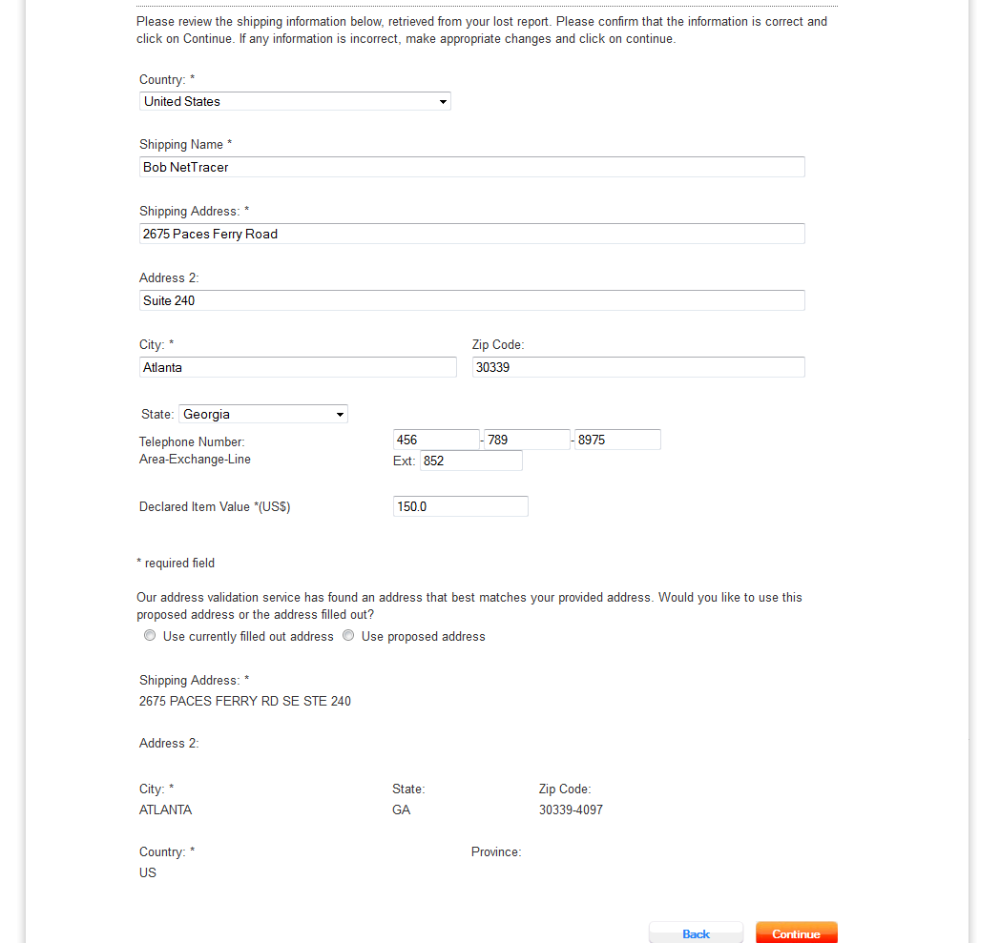 Please review the shipping information below, retrieved from your lost report. Please confirm that the information is correct and
click on Continue. If any information is incorrect, make appropriate changes and click on continue.
Country: *
United States
Shipping Name *
Bob NetTracer
Shipping Address: *
2675 Paces Ferry Road
Address 2:
Suite 240
City: * Zip Code:
Atlanta 30339
State: Georgia
Telephone Number: 456 - 789 - 8975
Area-Exchange-Line Ext: 852
Declared Item Value *(US$) 150.0
* required field
Our address validation service has found an address that best matches your provided address. Would you like to use this
proposed address or the address filled out?
Use currently filled out address Use proposed address
Shipping Address: *
2675 PACES FERRY RD SE STE 240
Address 2:
City: * State: Zip Code:
ATLANTA GA 30339-4097
Country: * Province:
US
Back Continue